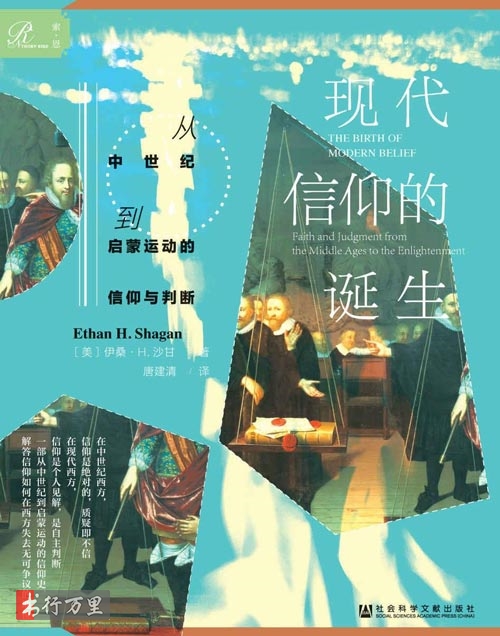 索·恩
THORN BIRD
现代
THE BIRTH OF
MODERN BELIEF
信仰的
Faith and Judgment from
the Middle Ages to the Enlightenment
诞生
从
中世纪
到
启蒙运动的
信仰与判断
Ethan H. Shagan
[美]伊桑·H.沙甘 / 著
唐建清 / 译
在中世纪西方，
信仰是绝对的，质疑即不信
在现代西方，
信仰是个人见解，是自主判断
一部从中世纪到启蒙运动的信仰史
解答信仰如何在西方失去无可争议
书行万里
社会科学文献出版社
SOCIAL SCIENCES ACADEMIC PRESS (CHINA)